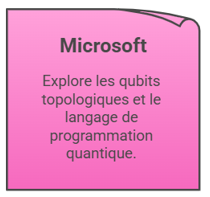 Microsoft
Explore les qubits
topologiques et le
langage de
programmation
quantique.